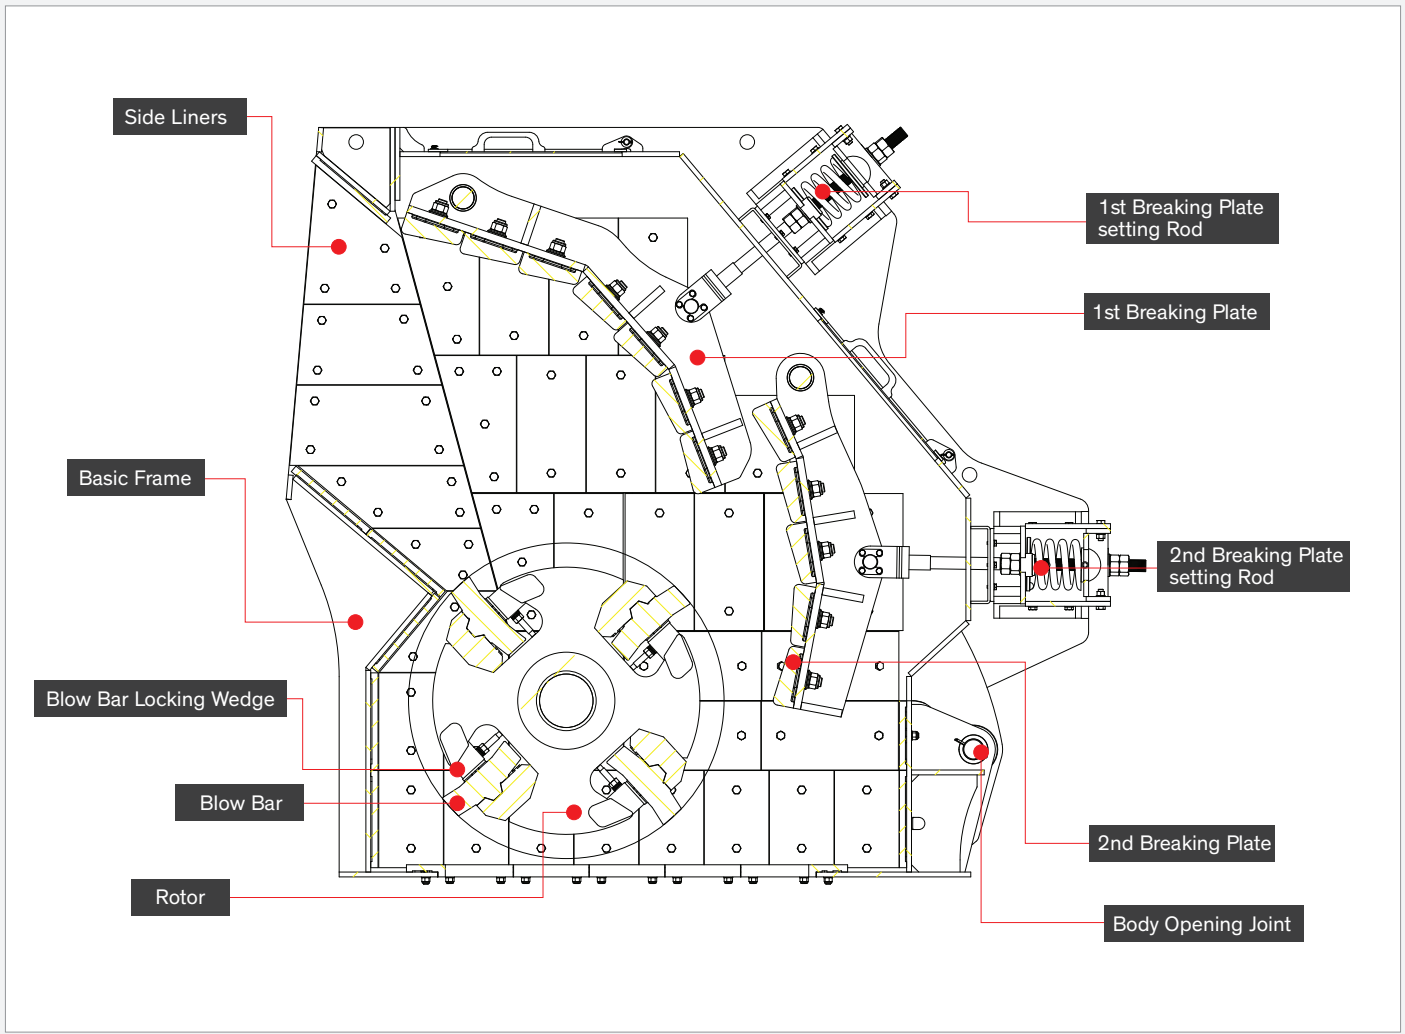 Side Liners
1st Breaking Plate
setting Rod
1st Breaking Plate
Basic Frame
2nd Breaking Plate
setting Rod
Blow Bar Locking Wedge
Blow Bar
2nd Breaking Plate
Rotor
Body Opening Joint